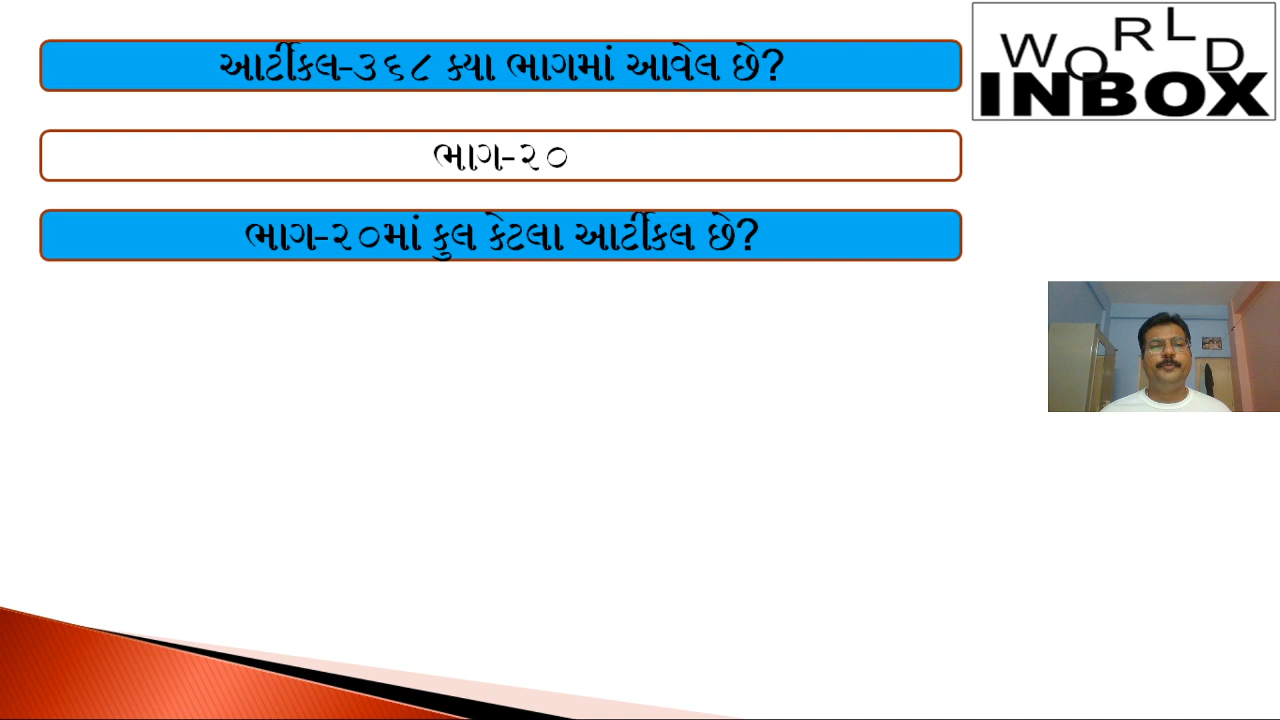 આર્ટીકલ-૩૬૮ ક્યા ભાગમાં આવેલ છે?
WORLD
INBOX
ભાગ-૨૦
ભાગ-૨૦માં કુલ કેટલા આર્ટીકલ છે?